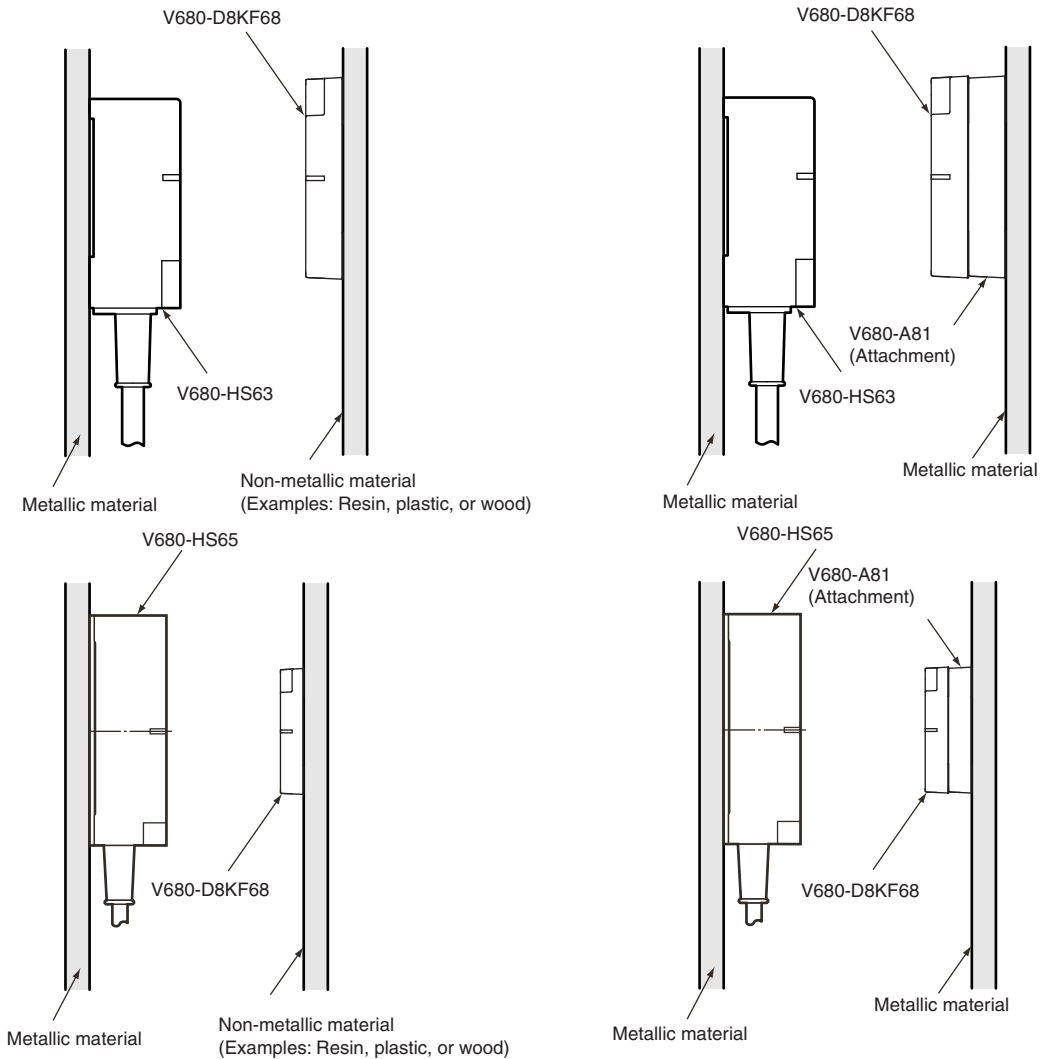 V680-D8KF68
V680-HS63
Metallic material
Non-metallic material
(Examples: Resin, plastic, or wood)
V680-D8KF68
V680-A81
(Attachment)
V680-HS63
Metallic material
Metallic material
V680-HS65
V680-D8KF68
Metallic material
Non-metallic material
(Examples: Resin, plastic, or wood)
V680-HS65
V680-A81
(Attachment)
V680-D8KF68
Metallic material
Metallic material